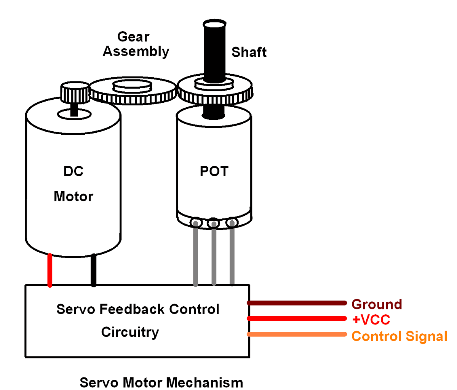 Gear
Assembly
Shaft
DC
Motor
POT
Servo Feedback Control
Circuitry
Ground
+VCC
Control Signal
Servo Motor Mechanism